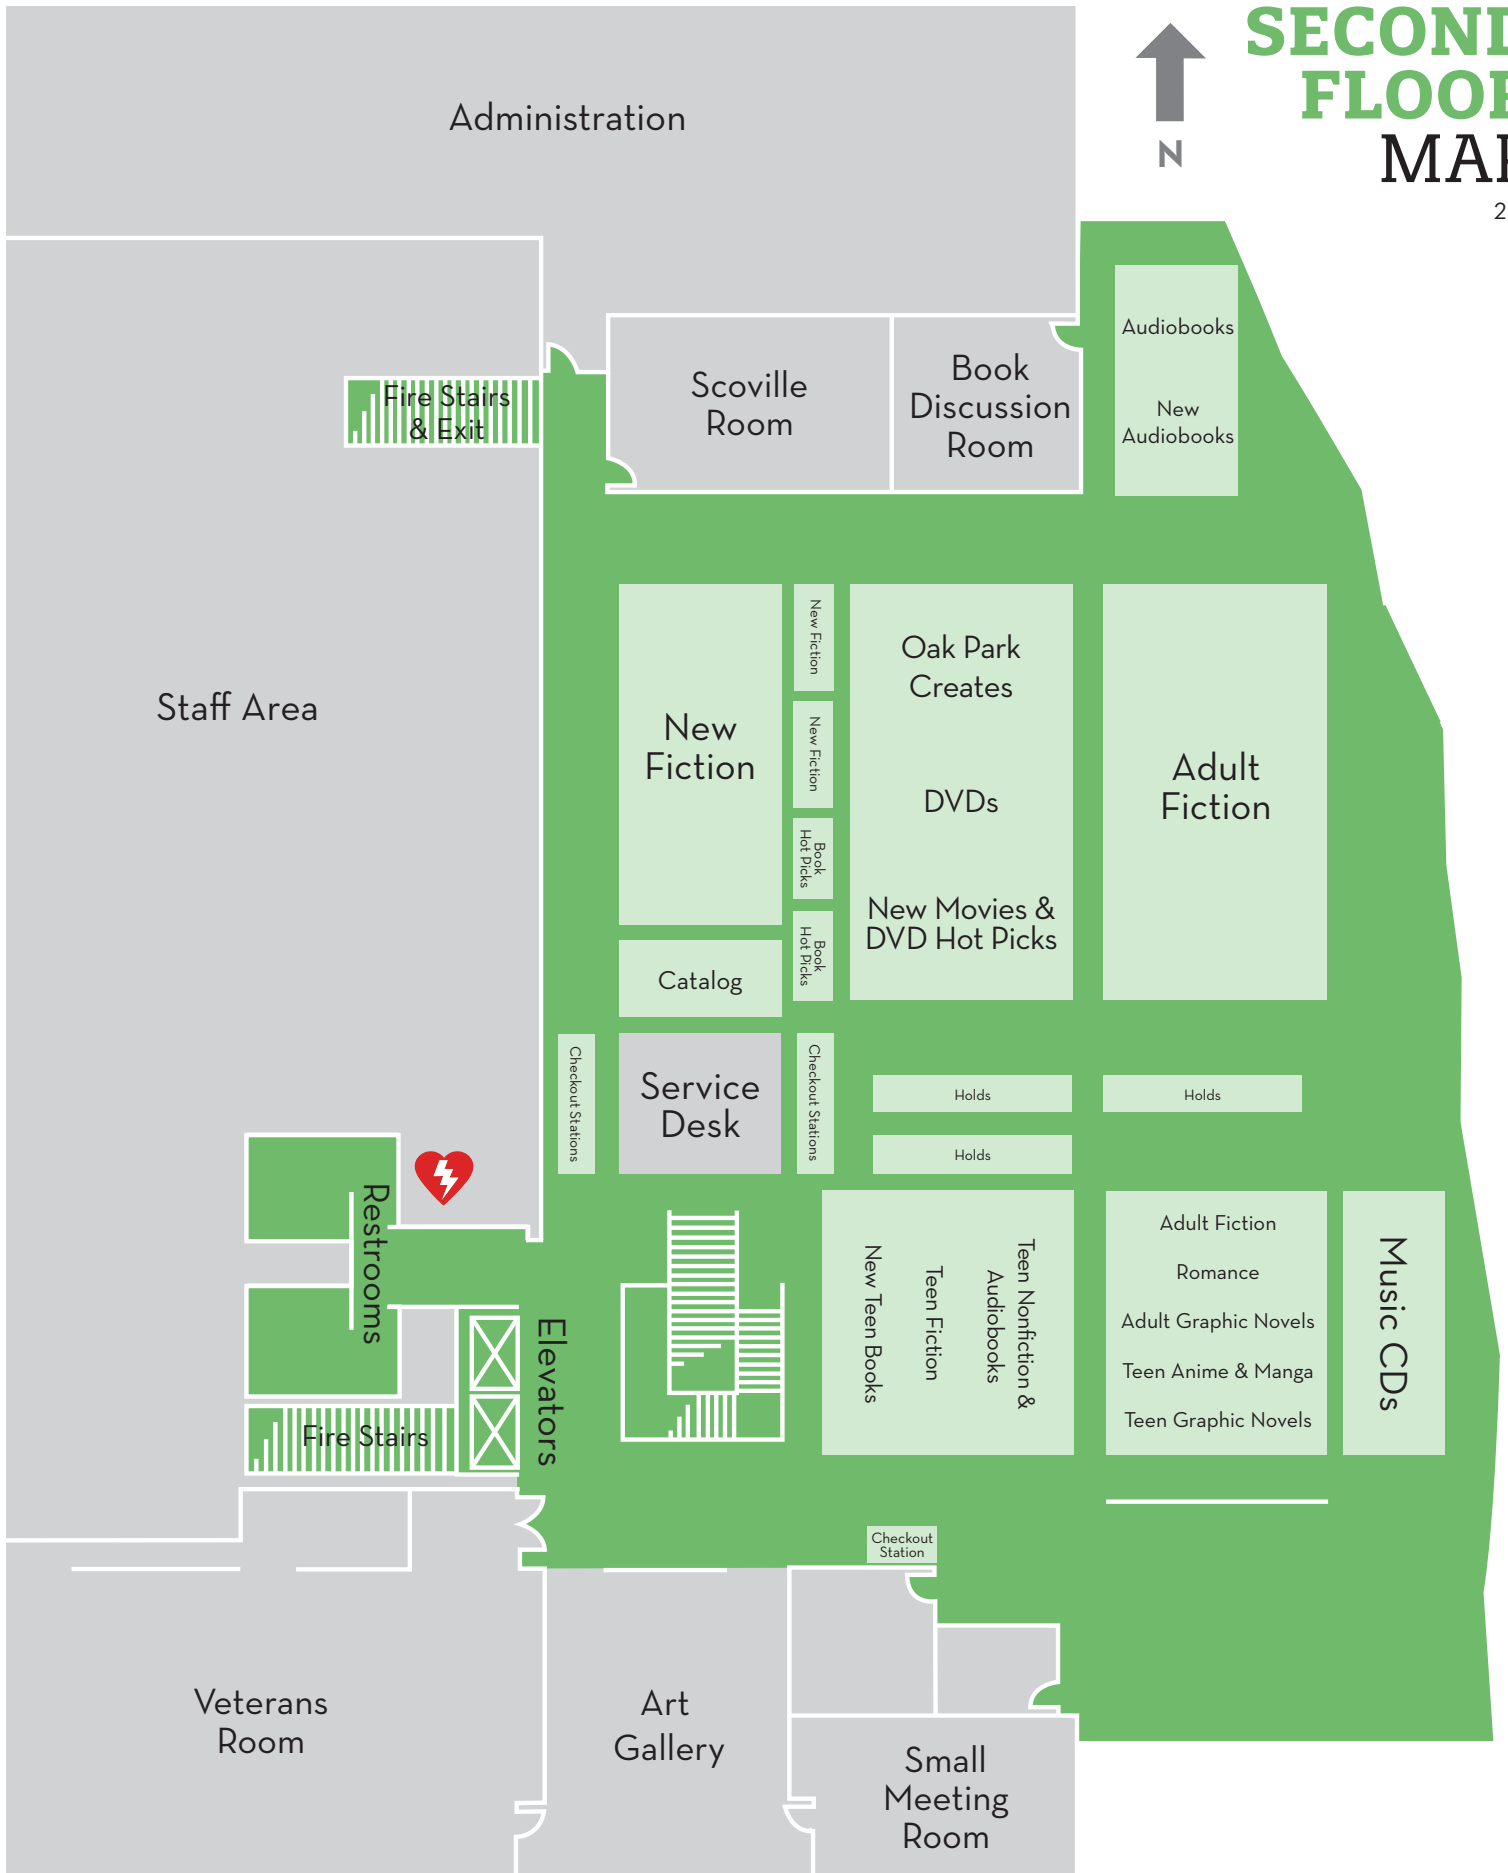 SECOND
FLOOR
MAP
2
N
Administration
Audiobooks
New
Audiobooks
Scoville
Room
Book
Discussion
Room
Fire Stairs
& Exit
Staff Area
New
Fiction
New Fiction
New Fiction
Book
Hot Picks
Book
Hot Picks
Oak Park
Creates
DVDs
New Movies &
DVD Hot Picks
Adult
Fiction
Catalog
Checkout Stations
Service
Desk
Checkout Stations
Holds
Holds
Holds
Restrooms
Elevators
Fire Stairs
New Teen Books
Teen Fiction
Teen Nonfiction &
Audiobooks
Adult Fiction
Romance
Adult Graphic Novels
Teen Anime & Manga
Teen Graphic Novels
Music CDs
Checkout
Station
Veterans
Room
Art
Gallery
Small
Meeting
Room